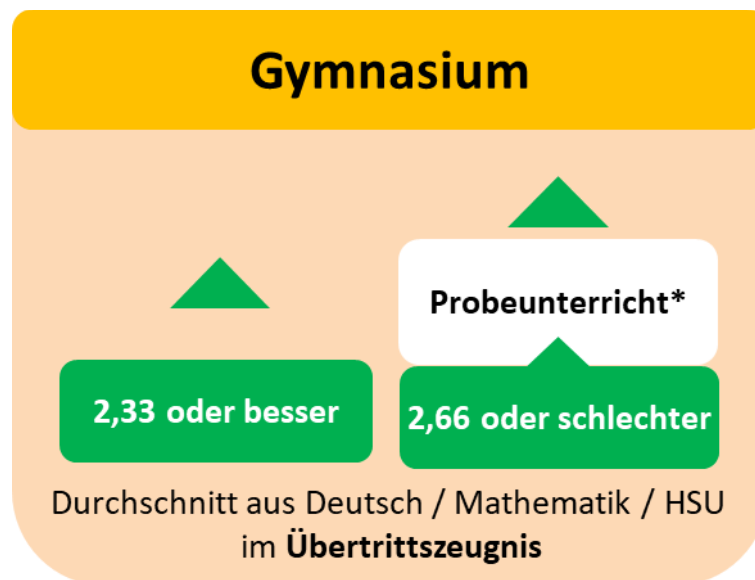 Gymnasium
Probeunterricht*
2,33 oder besser
2,66 oder schlechter
Durchschnitt aus Deutsch / Mathematik / HSU
im Übertrittszeugnis